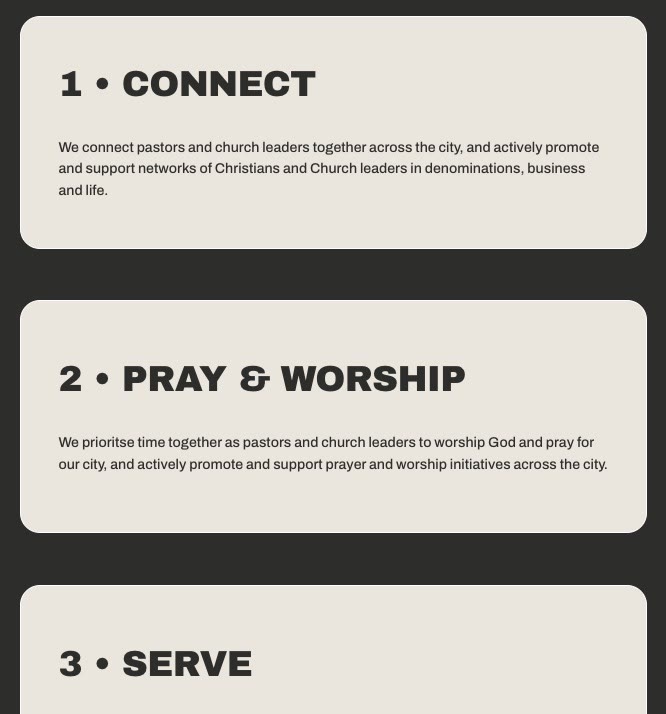 1 • CONNECT
We connect pastors and church leaders together across the city, and actively promote
and support networks of Christians and Church leaders in denominations, business
and life.
2 • PRAY & WORSHIP
We prioritse time together as pastors and church leaders to worship God and pray for
our city, and actively promote and support prayer and worship initiatives across the city.
3 • SERVE